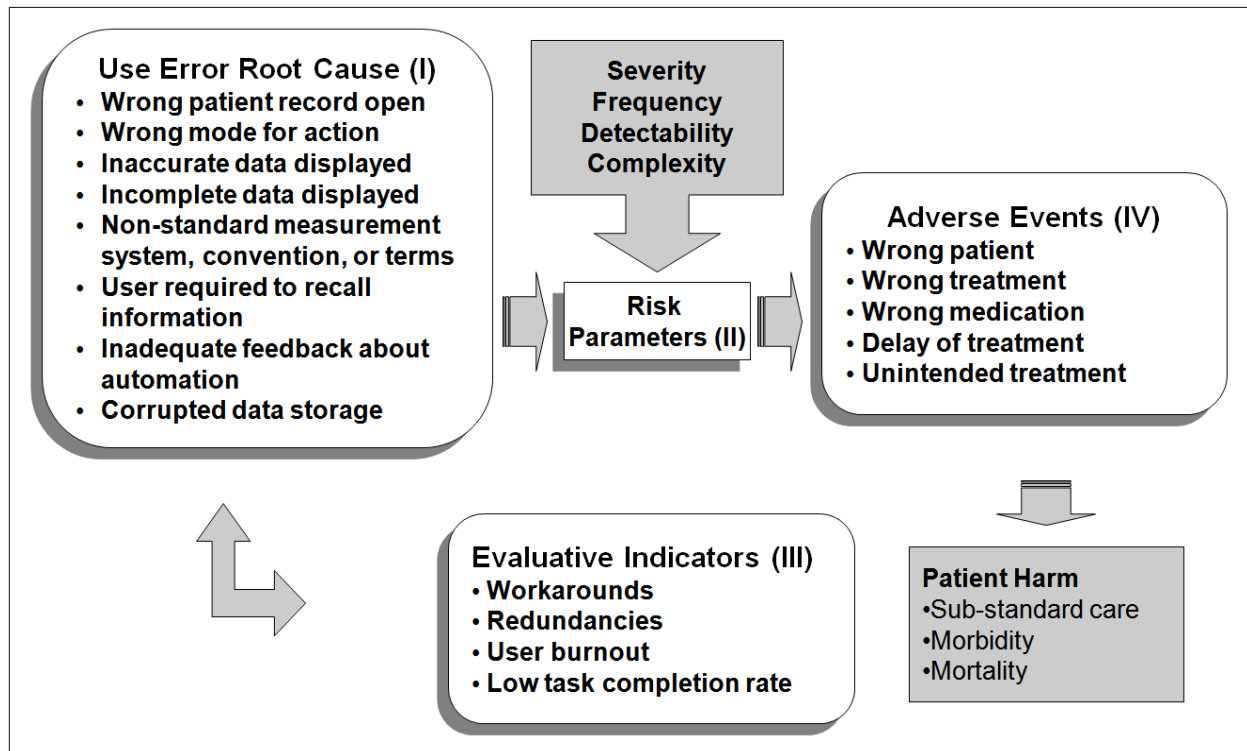 Use Error Root Cause (I)
• Wrong patient record open
• Wrong mode for action
• Inaccurate data displayed
• Incomplete data displayed
• Non-standard measurement
system, convention, or terms
• User required to recall
information
• Inadequate feedback about
automation
• Corrupted data storage
Severity
Frequency
Detectability
Complexity
Risk
Parameters (II)
Adverse Events (IV)
• Wrong patient
• Wrong treatment
• Wrong medication
• Delay of treatment
• Unintended treatment
Evaluative Indicators (III)
• Workarounds
• Redundancies
• User burnout
• Low task completion rate
Patient Harm
•Sub-standard care
•Morbidity
•Mortality